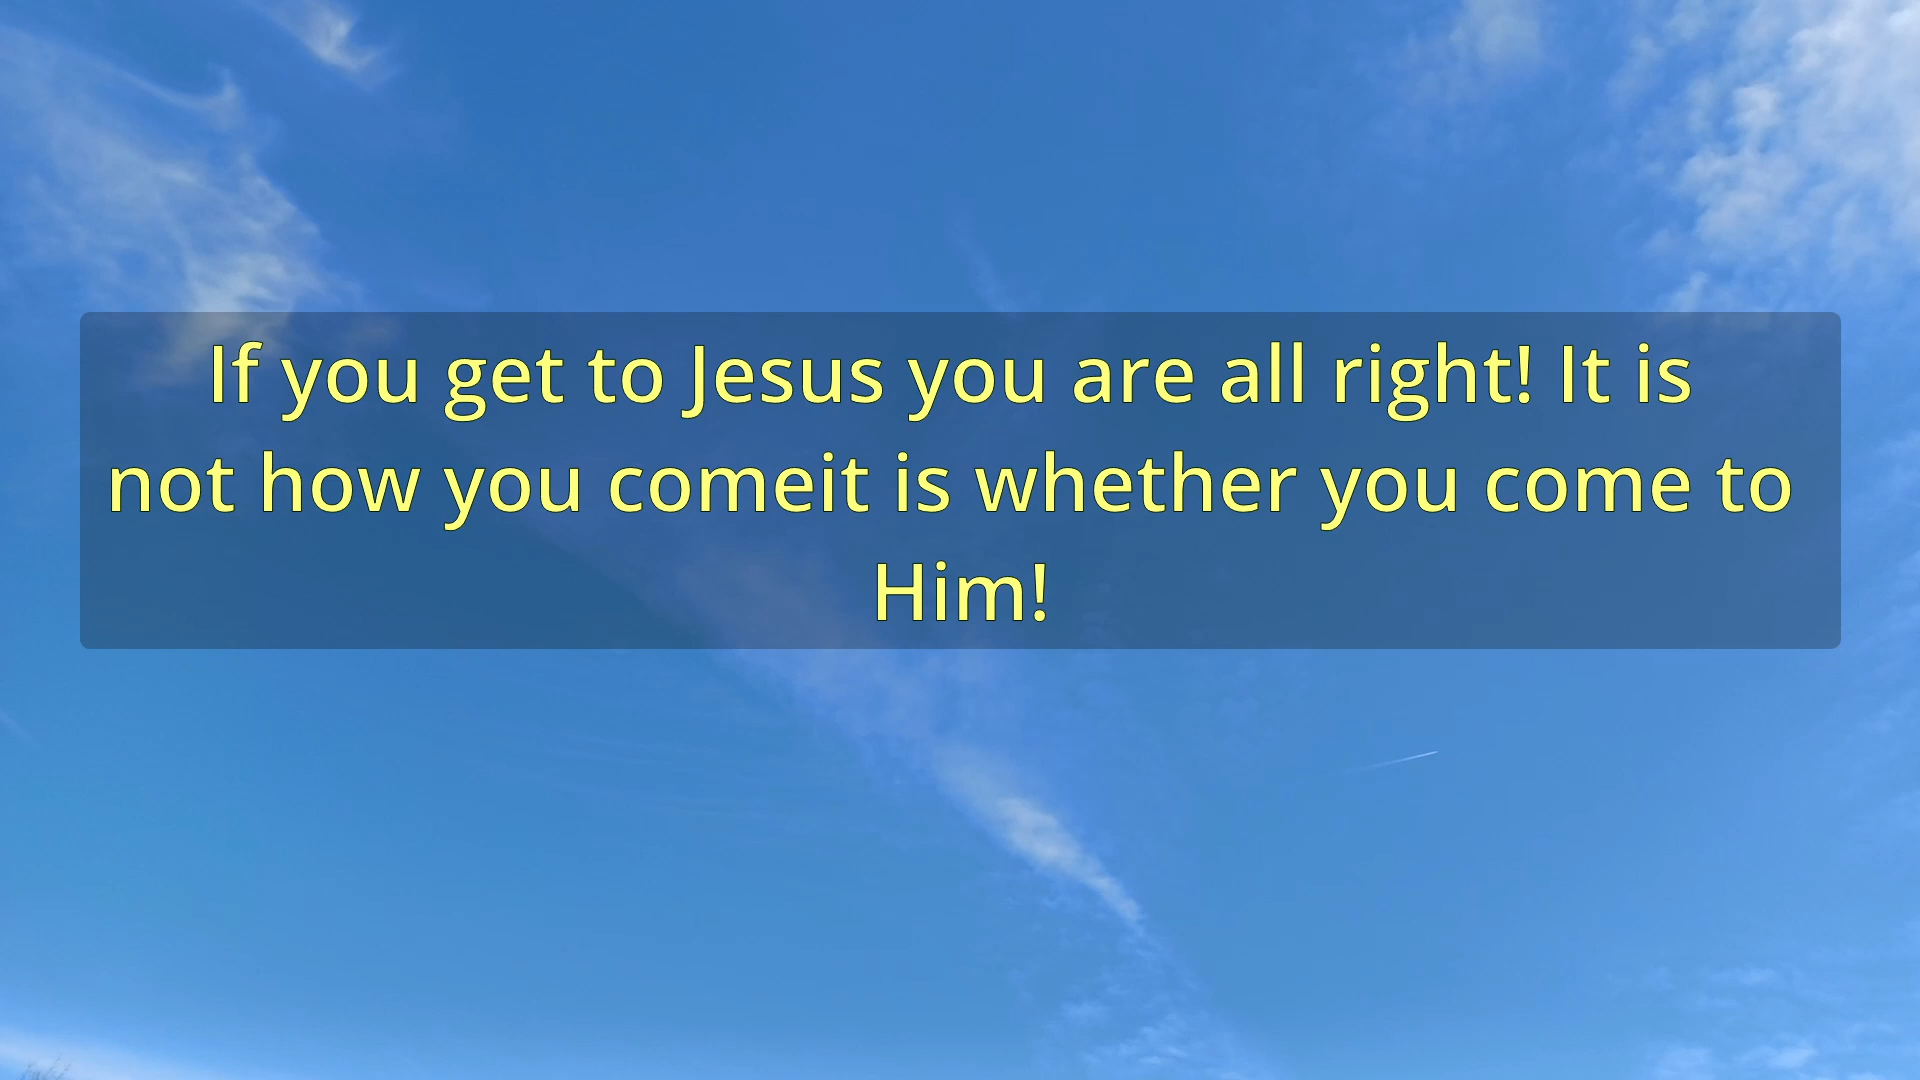 If you get to Jesus you are all right! It is
not how you comeit is whether you come to
Him!